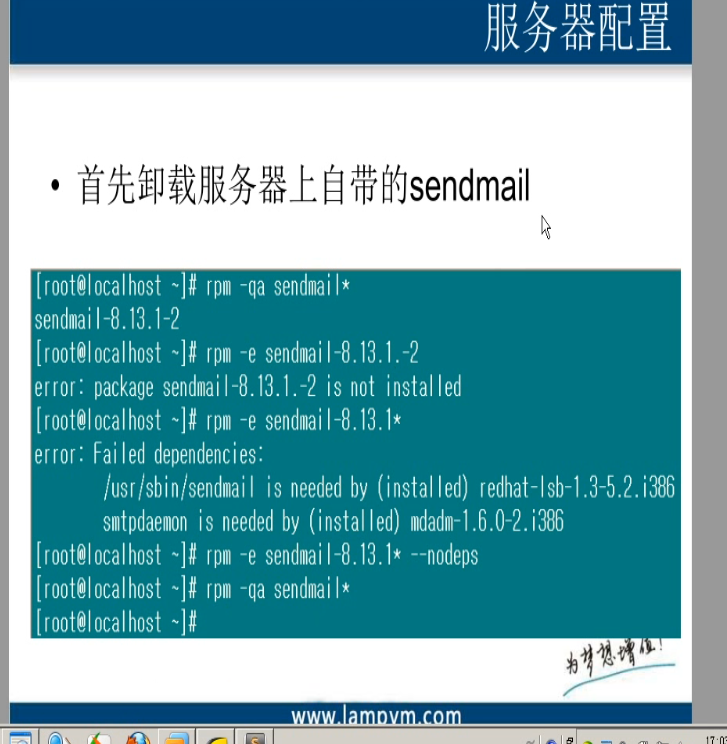 服务器配置
• 首先卸载服务器上自带的sendmail
[root@localhost ~]# rpm -qa sendmail*
sendmail-8.13.1-2
[root@localhost ~]# rpm -e sendmail-8.13.1.-2
error: package sendmail-8.13.1.-2 is not installed
[root@localhost ~]# rpm -e sendmail-8.13.1*
error: Failed dependencies:
/usr/sbin/sendmail is needed by (installed) redhat-lsb-1.3-5.2.i386
smtpdaemon is needed by (installed) mdadm-1.6.0-2.i386
[root@localhost ~]# rpm -e sendmail-8.13.1* --nodeps
[root@localhost ~]# rpm -qa sendmail*
[root@localhost ~]#
为梦想增值!
www.lampym.com